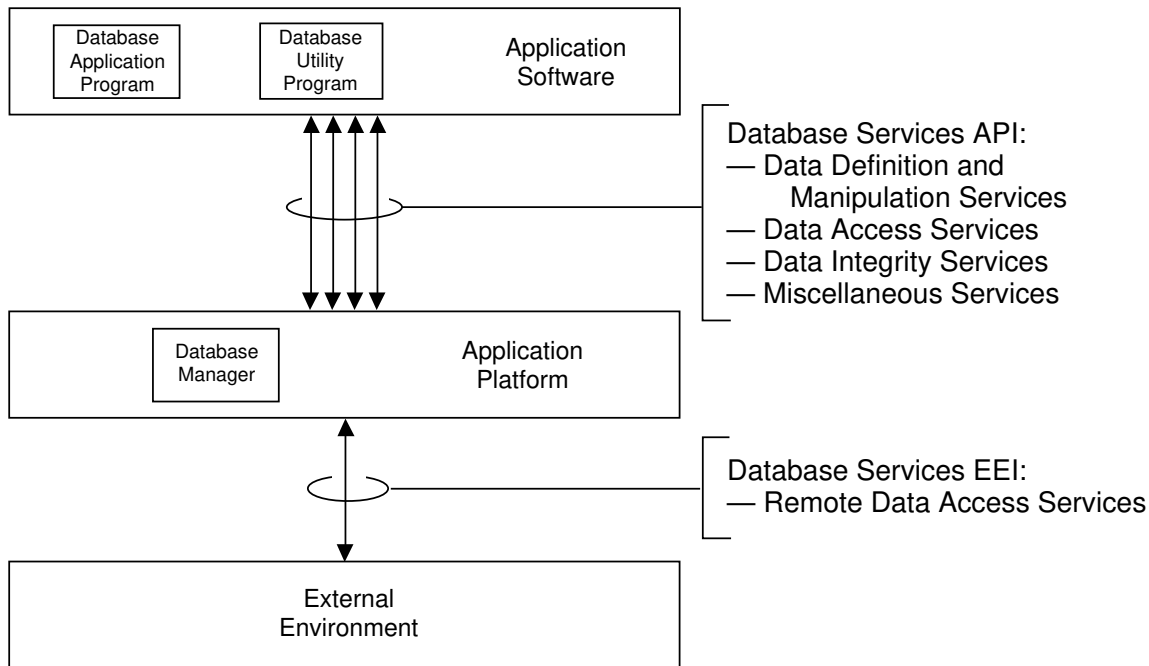 Database
Application
Program
Database
Utility
Program
Application
Software
Database Services API:
— Data Definition and
Manipulation Services
— Data Access Services
— Data Integrity Services
— Miscellaneous Services
Database
Manager
Application
Platform
Database Services EEI:
— Remote Data Access Services
External
Environment